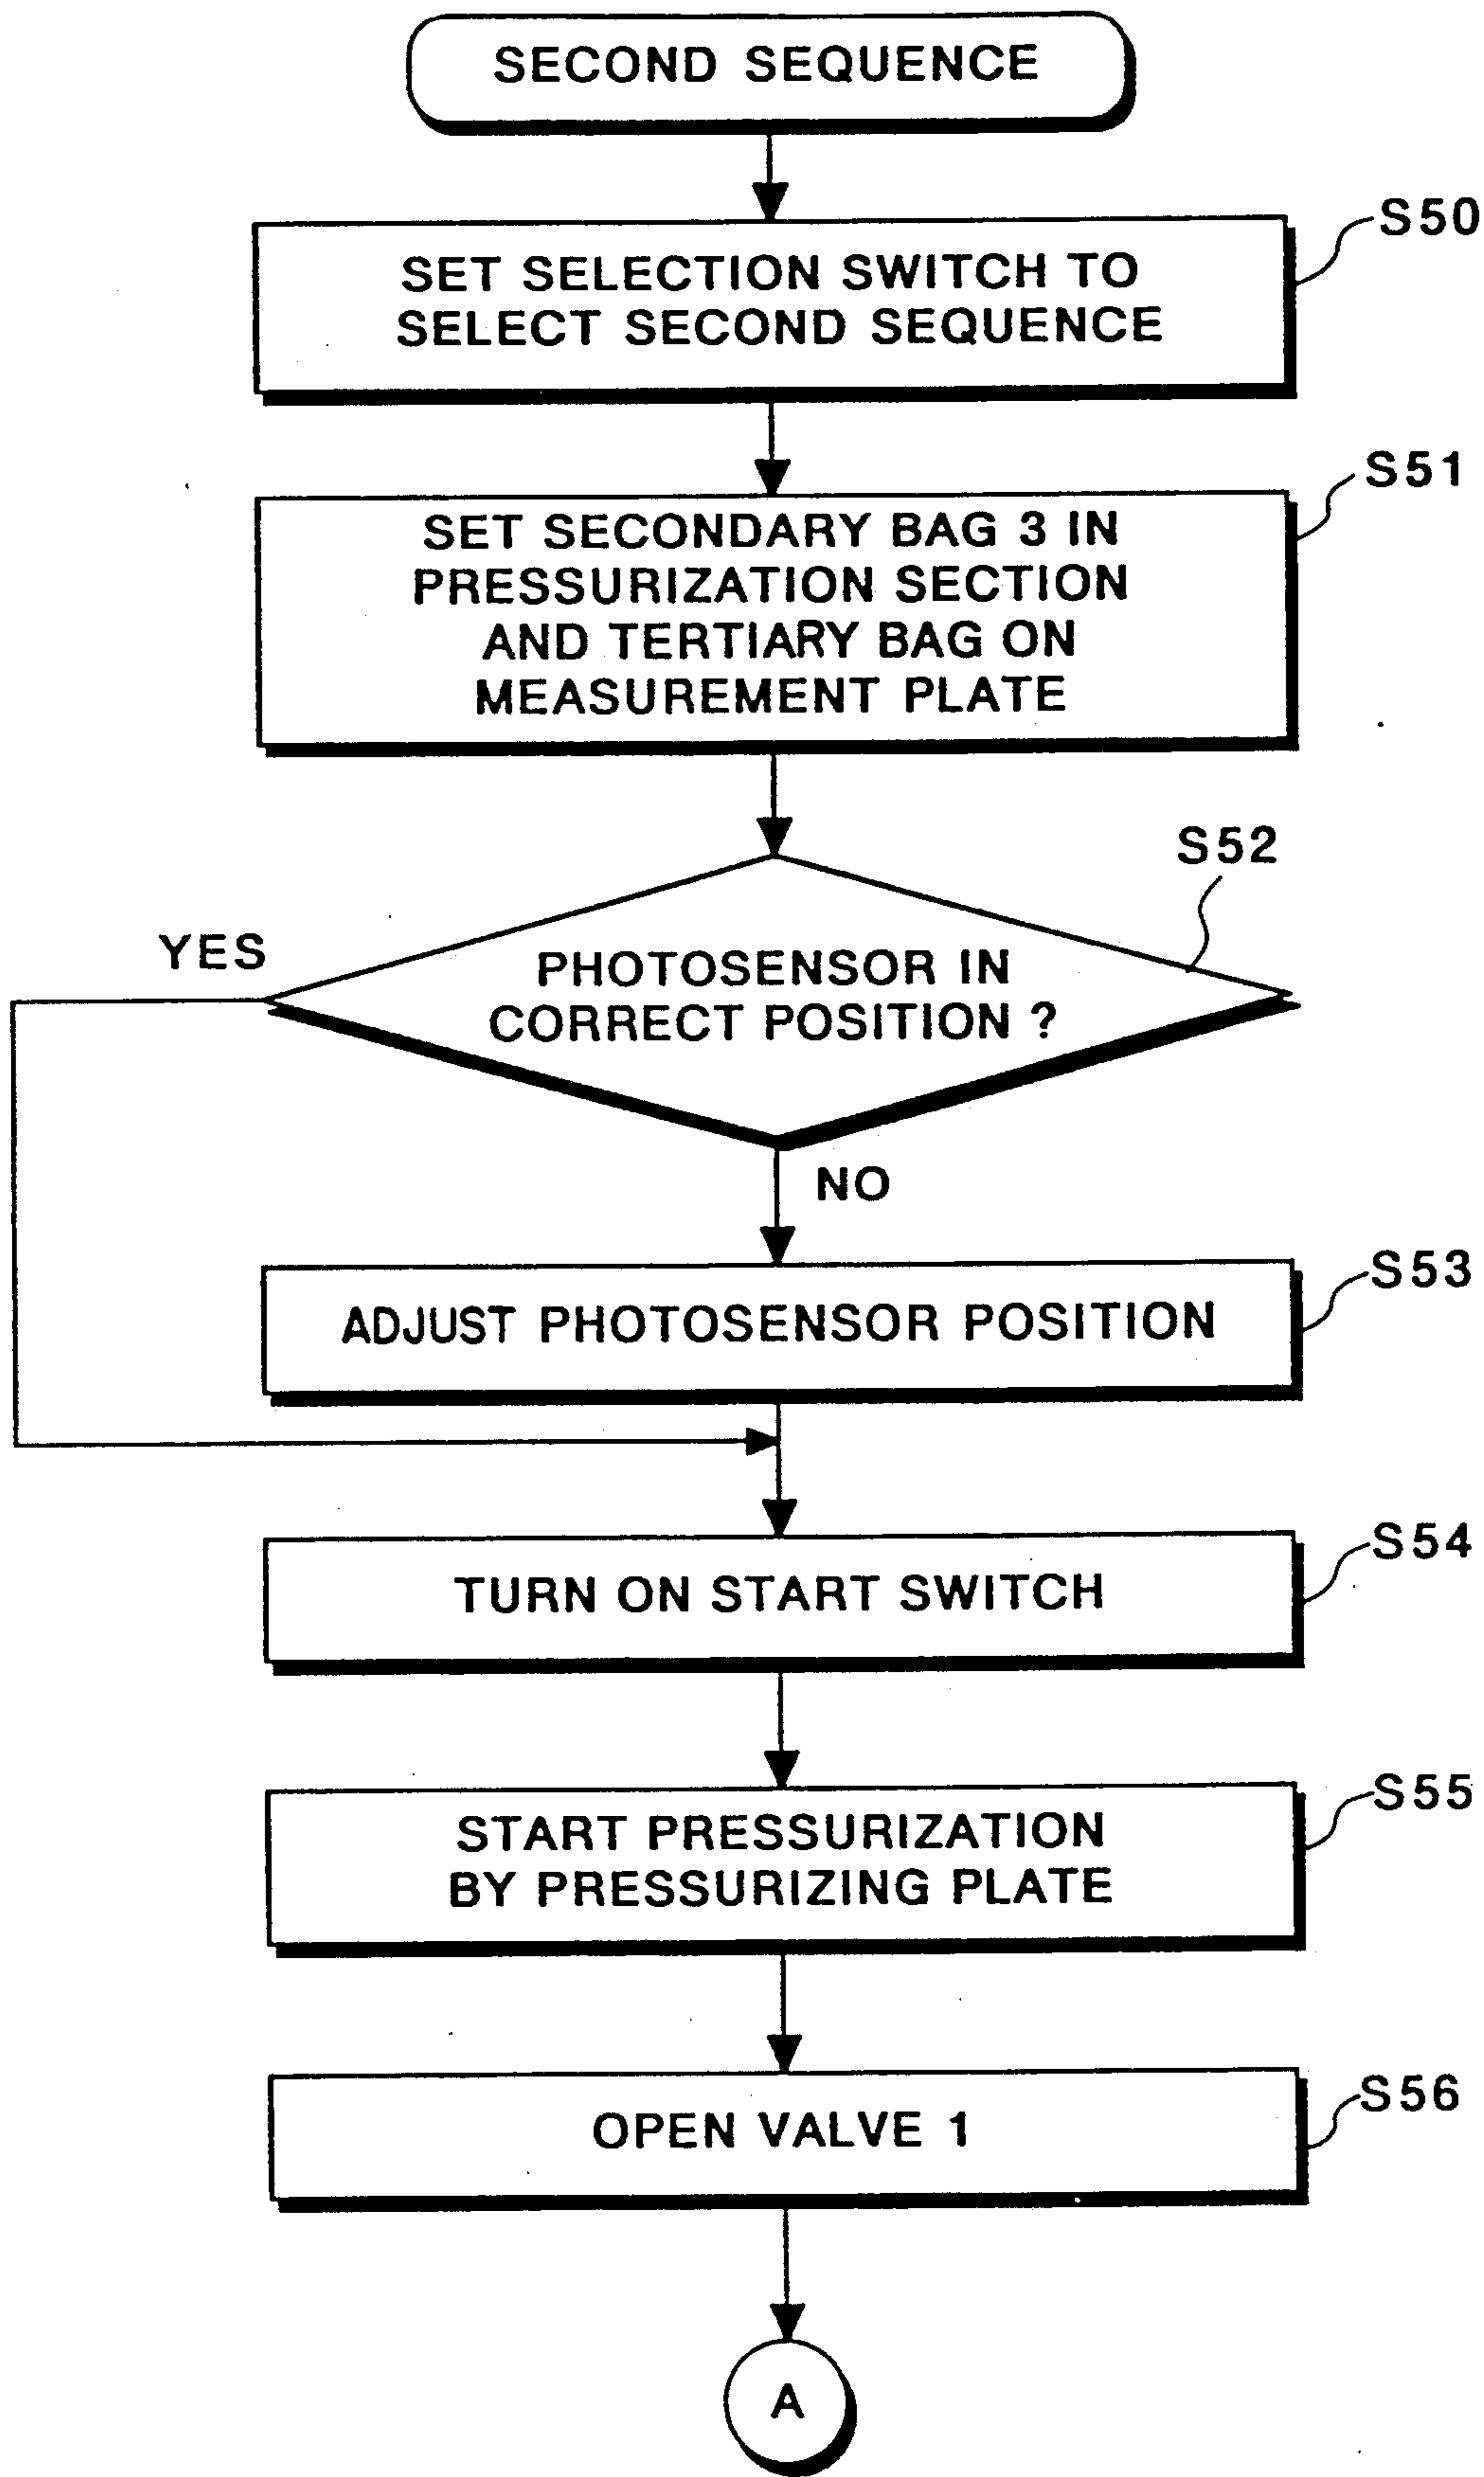 SECOND SEQUENCE
S50
SET SELECTION SWITCH TO
SELECT SECOND SEQUENCE
S51
SET SECONDARY BAG 3 IN
PRESSURIZATION SECTION
AND TERTIARY BAG ON
MEASUREMENT PLATE
S52
YES
PHOTOSENSOR IN
CORRECT POSITION ?
NO
S53
ADJUST PHOTOSENSOR POSITION
S54
TURN ON START SWITCH
S55
START PRESSURIZATION
BY PRESSURIZING PLATE
S56
OPEN VALVE 1
A